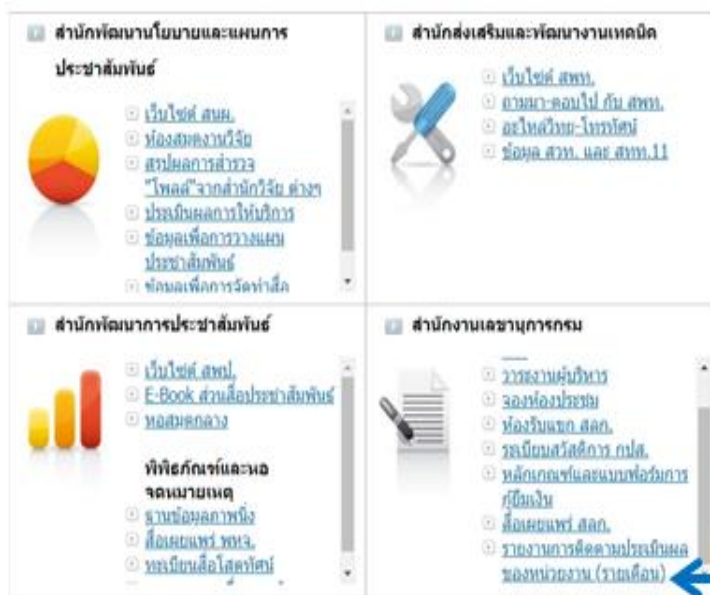 สำนักพัฒนานโยบายและแผนการ
ประชาสัมพันธ์
เว็บไซต์ สนผ.
ห้องสมุดงานวิจัย
สรุปผลการสำรวจ
"โพลล์"จากสำนักวิจัย ต่างๆ
ประเมินผลการให้บริการ
ข้อมูลเพื่อการวางแผน
ประชาสัมพันธ์
ข้อมูลเพื่อการจัดทำสื่อ
สำนักส่งเสริมและพัฒนางานเทคนิค
เว็บไซต์ สพท.
ถามมา-ตอบไป กับ สพท.
อะไหล่วิทยุ-โทรทัศน์
ข้อมูล สวท. และ สทท.11
สำนักพัฒนาการประชาสัมพันธ์
เว็บไซต์ สพป.
E-Book ส่วนสื่อประชาสัมพันธ์
หอสมุดกลาง
พิพิธภัณฑ์และหอ
จดหมายเหตุ
ฐานข้อมูลภาพนิ่ง
สื่อเผยแพร่ พหจ.
ทะเบียนสื่อโสตทัศน์
สำนักงานเลขานุการกรม
วาระงานผู้บริหาร
จองห้องประชุม
ห้องรับแขก สลก.
ระเบียบสวัสดิการ กปส.
หลักเกณฑ์และแบบฟอร์มการ
กู้ยืมเงิน
สื่อเผยแพร่ สลก.
รายงานการติดตามประเมินผล
ของหน่วยงาน (รายเดือน)